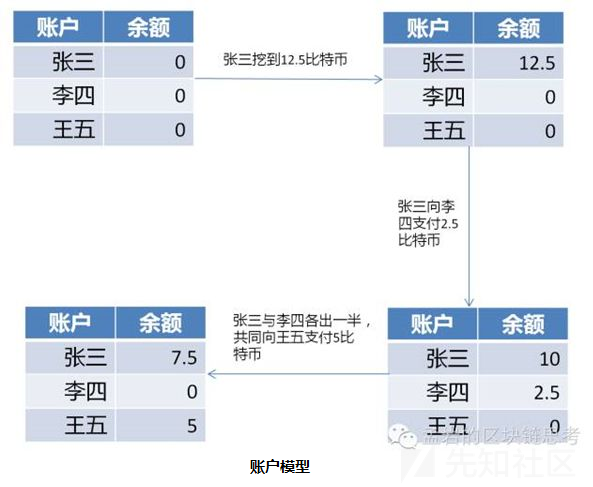 账户 余额
张三 0
李四 0
王五 0
张三挖到12.5比特币
账户 余额
张三 12.5
李四 0
王五 0
张三向李
四支付2.5
比特币
账户 余额
张三 10
李四 2.5
王五 0
张三与李四各出一半，
共同向王五支付5比
特币
账户 余额
张三 7.5
李四 0
王五 5
孟岩的区块链思考
先知社区
账户模型